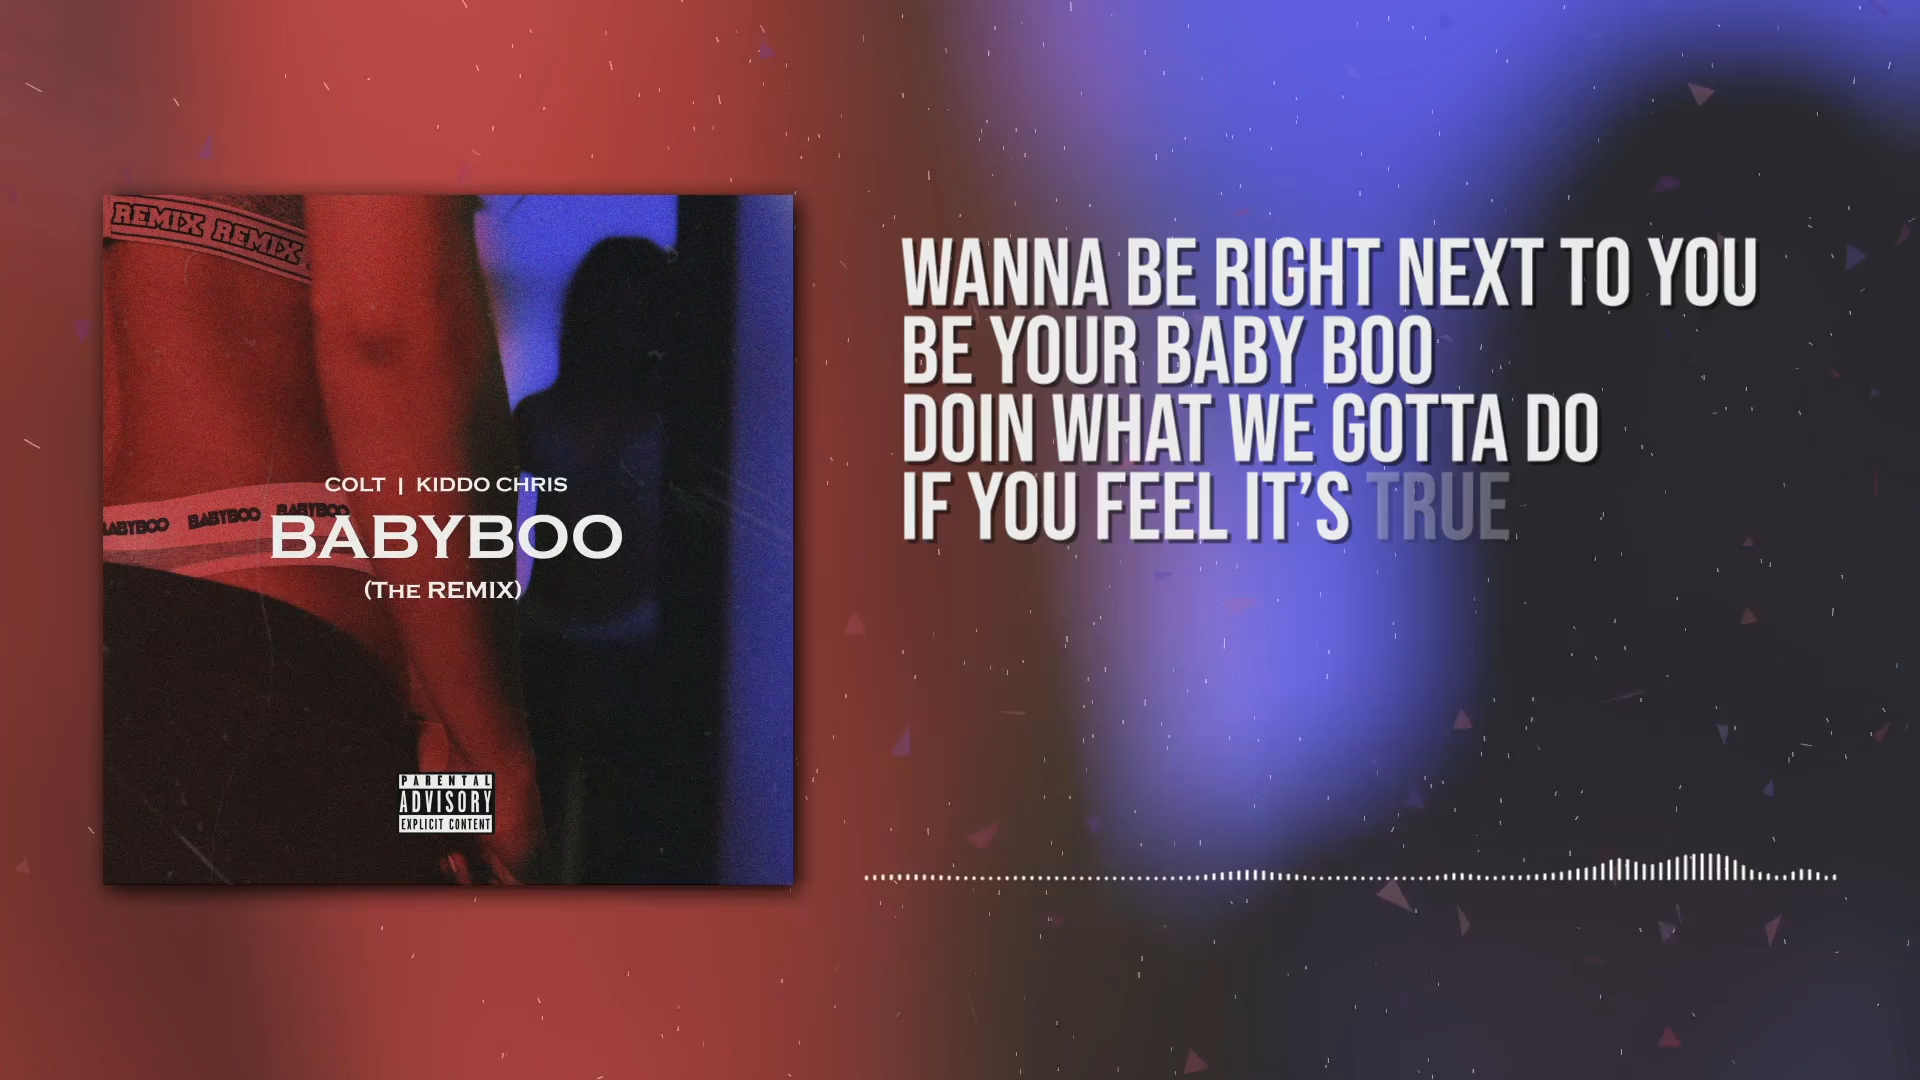 REMIX REMIX
COLT | KIDDO CHRIS
BABYBOO BABYBOO BABYBOO
BABYBOO
(THE REMIX)
PARENTAL
ADVISORY
EXPLICIT CONTENT
WANNA BE RIGHT NEXT TO YOU
BE YOUR BABY BOO
DOIN WHAT WE GOTTA DO
IF YOU FEEL IT’S TRUE